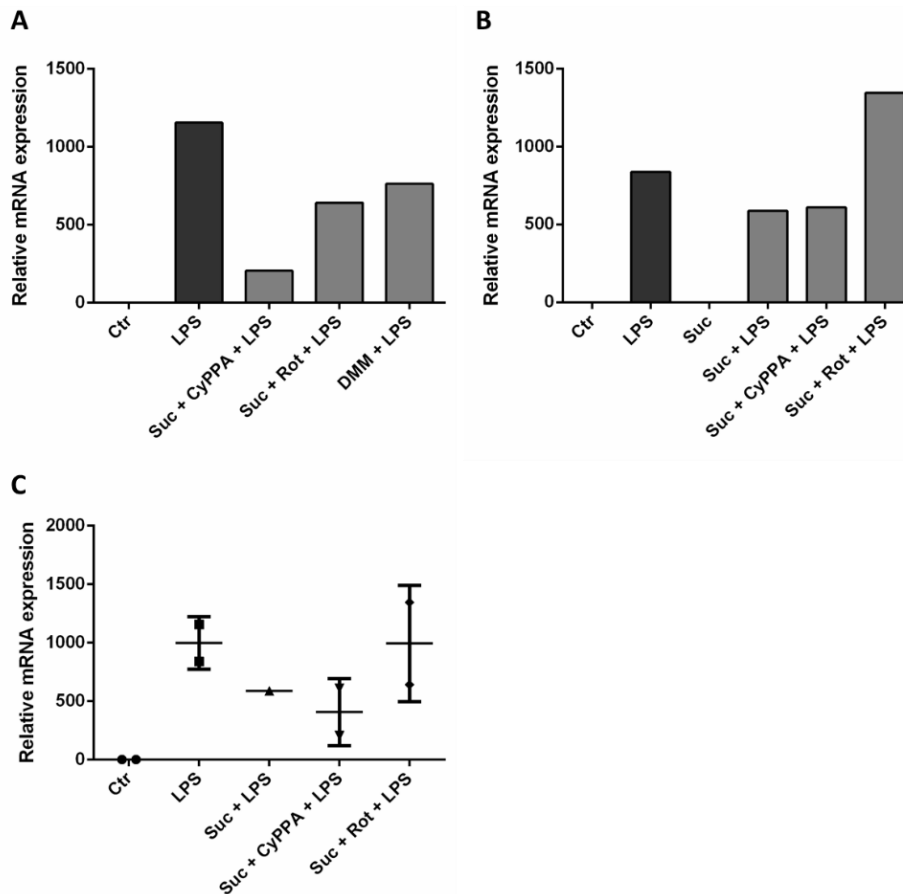 A
Relative mRNA expression
1500
1000
500
0
Ctr
LPS
Suc + CyPPA + LPS
Suc + Rot + LPS
DMM + LPS
B
Relative mRNA expression
1500
1000
500
0
Ctr
LPS
Suc
Suc + LPS
Suc + CyPPA + LPS
Suc + Rot + LPS
C
Relative mRNA expression
2000
1500
1000
500
0
Ctr
LPS
Suc + LPS
Suc + CyPPA + LPS
Suc + Rot + LPS